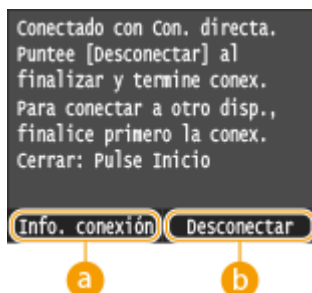 Conectado con Con. directa.
Puntee [Desconectar] al
finalizar y termine conex.
Para conectar a otro disp.,
finalice primero la conex.
Cerrar: Pulse Inicio
Info. conexión Desconectar
a b